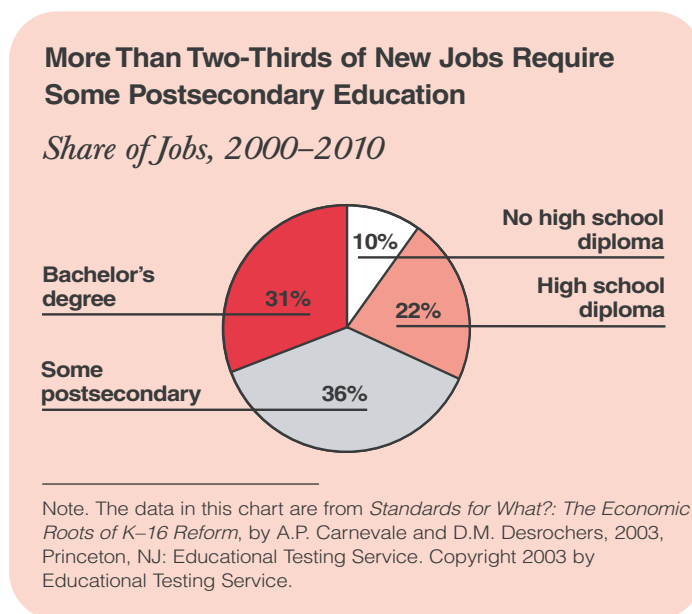 More Than Two-Thirds of New Jobs Require
Some Postsecondary Education
Share of Jobs, 2000–2010
No high school
diploma
10%
High school
diploma
22%
Bachelor's
degree
31%
Some
postsecondary
36%
Note. The data in this chart are from Standards for What?: The Economic
Roots of K–16 Reform, by A.P. Carnevale and D.M. Desrochers, 2003,
Princeton, NJ: Educational Testing Service. Copyright 2003 by
Educational Testing Service.